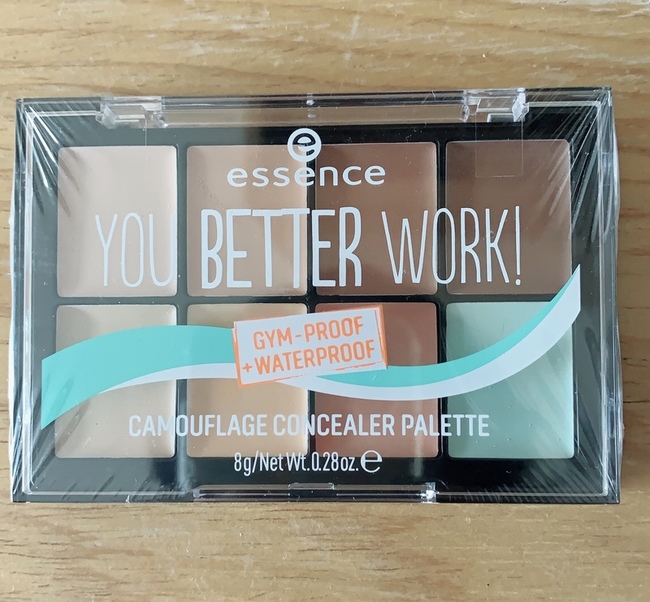 essence
YOU BETTER WORK!
GYM-PROOF
+WATERPROOF
CAMOUFLAGE CONCEALER PALETTE
8g/Net Wt. 0.28oz. ℮